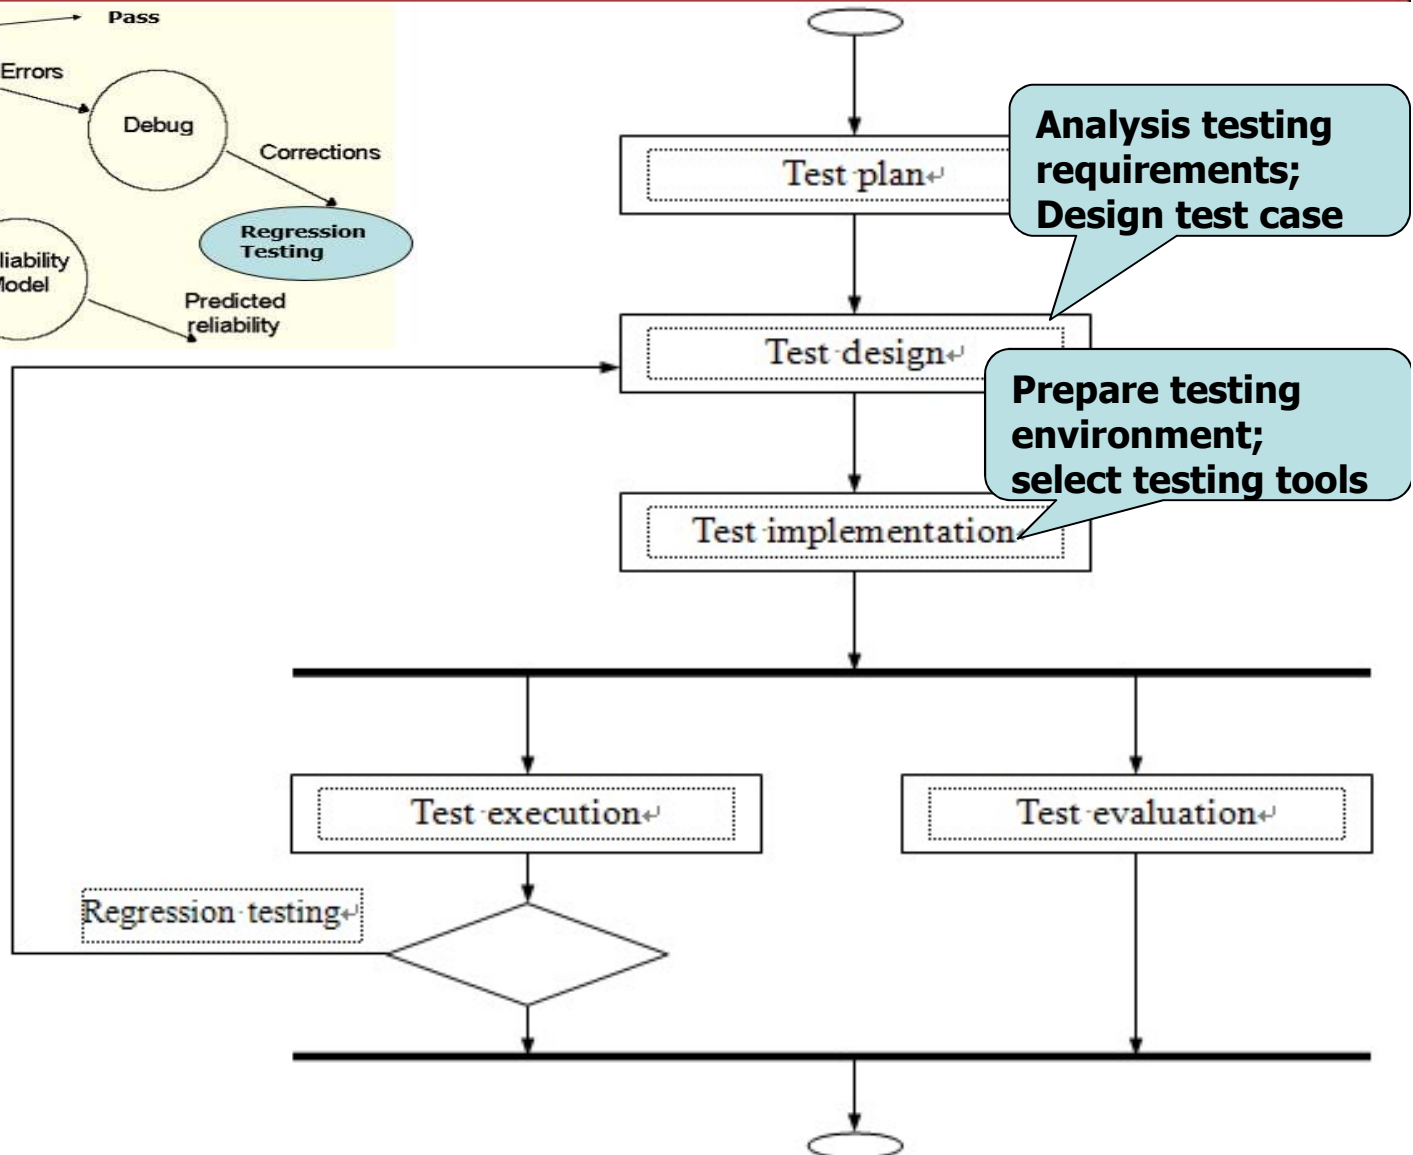 Pass
Errors
Debug
Corrections
Regression
Testing
liability
Model
Predicted
reliability
Test plan
Analysis testing
requirements;
Design test case
Test design
Prepare testing
environment;
select testing tools
Test implementation
Test execution
Test evaluation
Regression testing